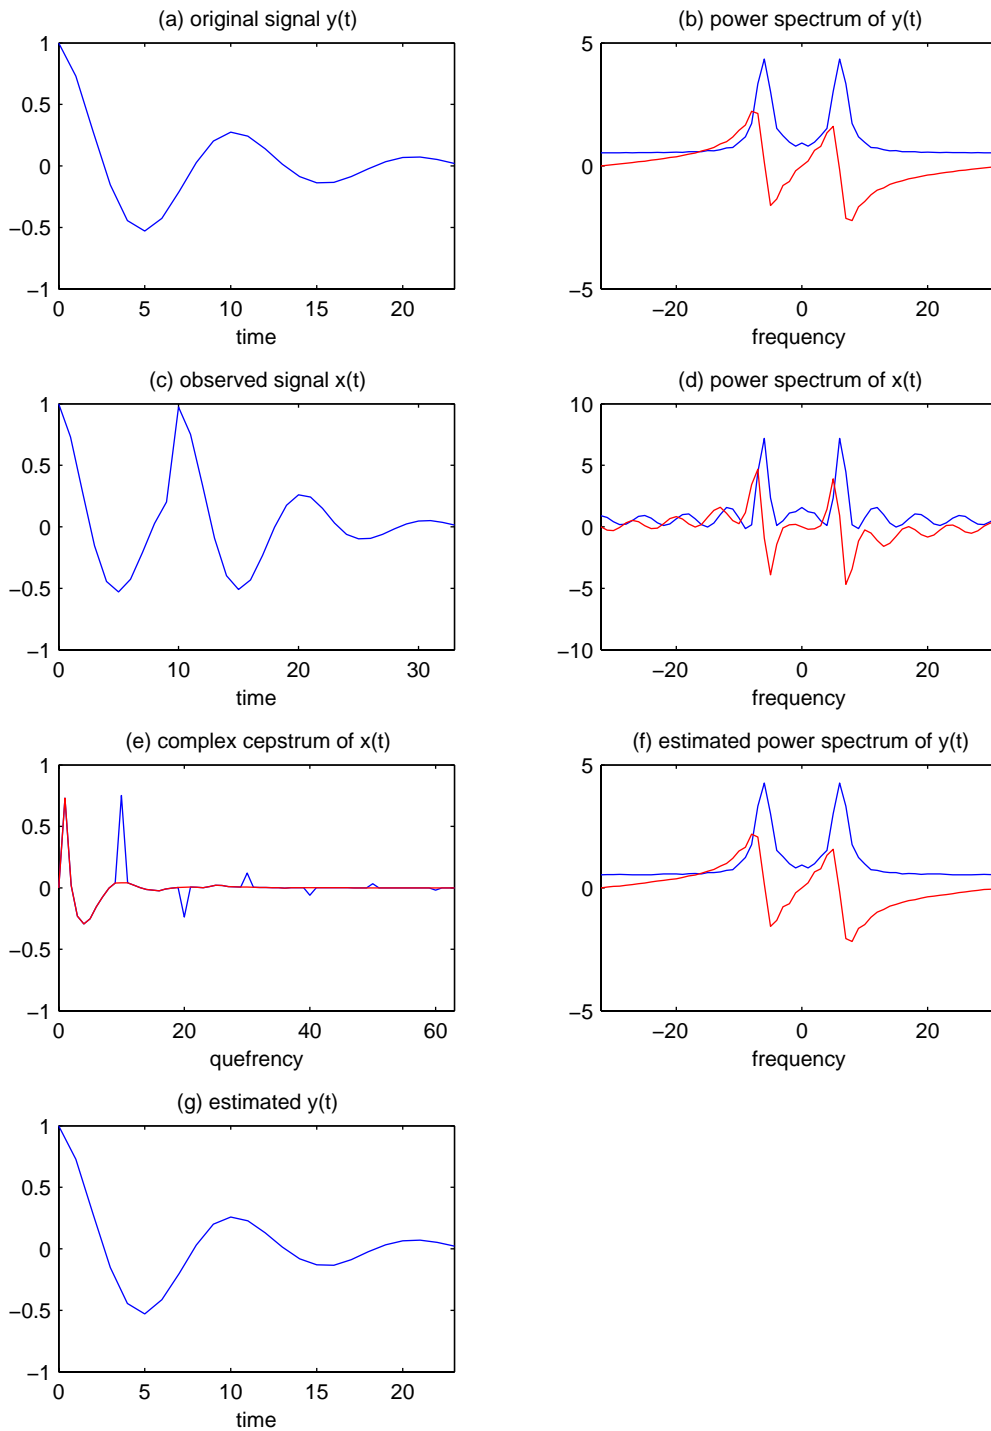 (a) original signal y(t)
1
0.5
0
−0.5
−1
0 5 10 15 20
time
(b) power spectrum of y(t)
5
0
−5
−20 0 20
frequency
(c) observed signal x(t)
1
0.5
0
−0.5
−1
0 10 20 30
time
(d) power spectrum of x(t)
10
5
0
−5
−10
−20 0 20
frequency
(e) complex cepstrum of x(t)
1
0.5
0
−0.5
−1
0 20 40 60
quefrency
(f) estimated power spectrum of y(t)
5
0
−5
−20 0 20
frequency
(g) estimated y(t)
1
0.5
0
−0.5
−1
0 5 10 15 20
time